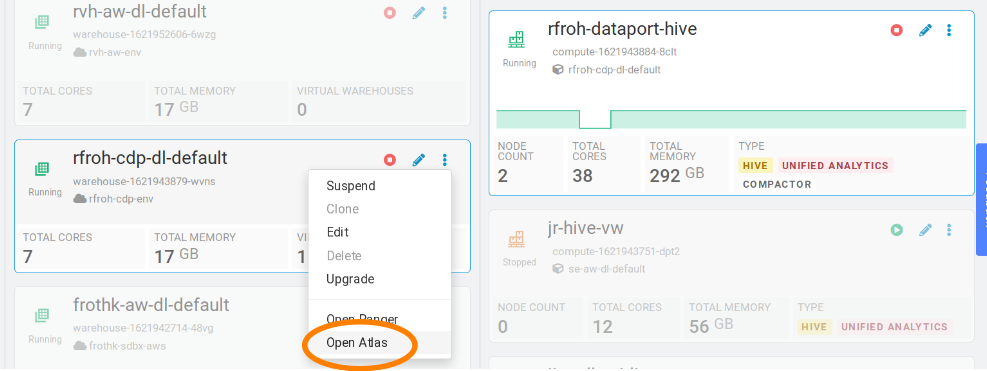 rvh-aw-dl-default
warehouse-1621952606-6wzg
Running
rvh-aw-env
TOTAL CORES
7
TOTAL MEMORY
17 GB
VIRTUAL WAREHOUSES
0
rfroh-cdp-dl-default
warehouse-1621943879-wvns
Running
rfroh-cdp-env
TOTAL CORES
7
TOTAL MEMORY
17 GB
1
Suspend
Clone
Edit
Delete
Upgrade
Open Ranger
Open Atlas
frothk-aw-dl-default
warehouse-1621942714-48vg
Running
frothk-sdbx-aws
rfroh-dataport-hive
compute-1621943884-8clt
Running
rfroh-cdp-dl-default
NODE COUNT
2
TOTAL CORES
38
TOTAL MEMORY
292 GB
TYPE
HIVE UNIFIED ANALYTICS
COMPACTOR
jr-hive-vw
compute-1621943751-dpt2
Stopped
se-aw-dl-default
NODE COUNT
0
TOTAL CORES
12
TOTAL MEMORY
56 GB
TYPE
HIVE UNIFIED ANALYTICS